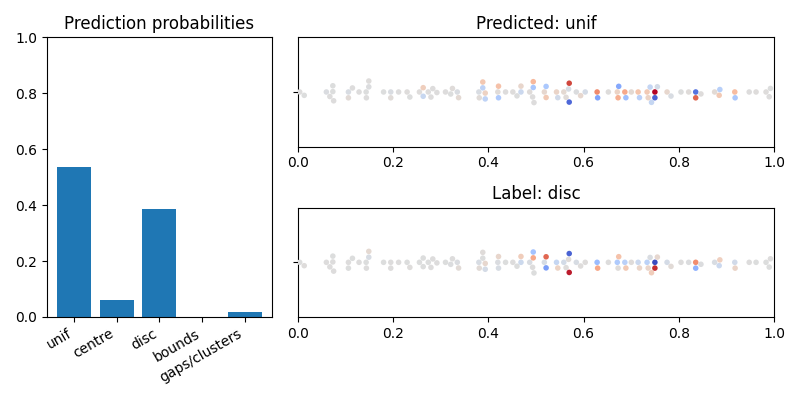 Prediction probabilities
1.0
0.8
0.6
0.4
0.2
0.0
unif
centre
disc
bounds
gaps/clusters
Predicted: unif
0.0 0.2 0.4 0.6 0.8 1.0
Label: disc
0.0 0.2 0.4 0.6 0.8 1.0